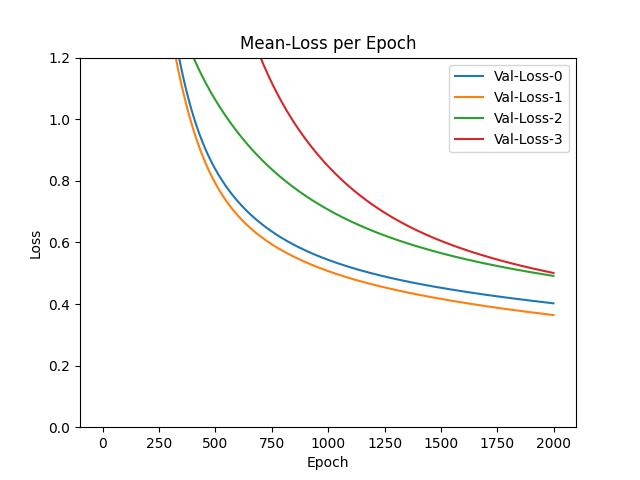 Mean-Loss per Epoch
1.2
1.0
0.8
0.6
0.4
0.2
0.0
Loss
Val-Loss-0
Val-Loss-1
Val-Loss-2
Val-Loss-3
0 250 500 750 1000 1250 1500 1750 2000
Epoch